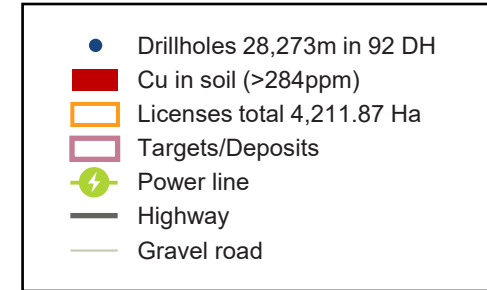 Drillholes 28,273m in 92 DH
Cu in soil (>284ppm)
Licenses total 4,211.87 Ha
Targets/Deposits
Power line
Highway
Gravel road